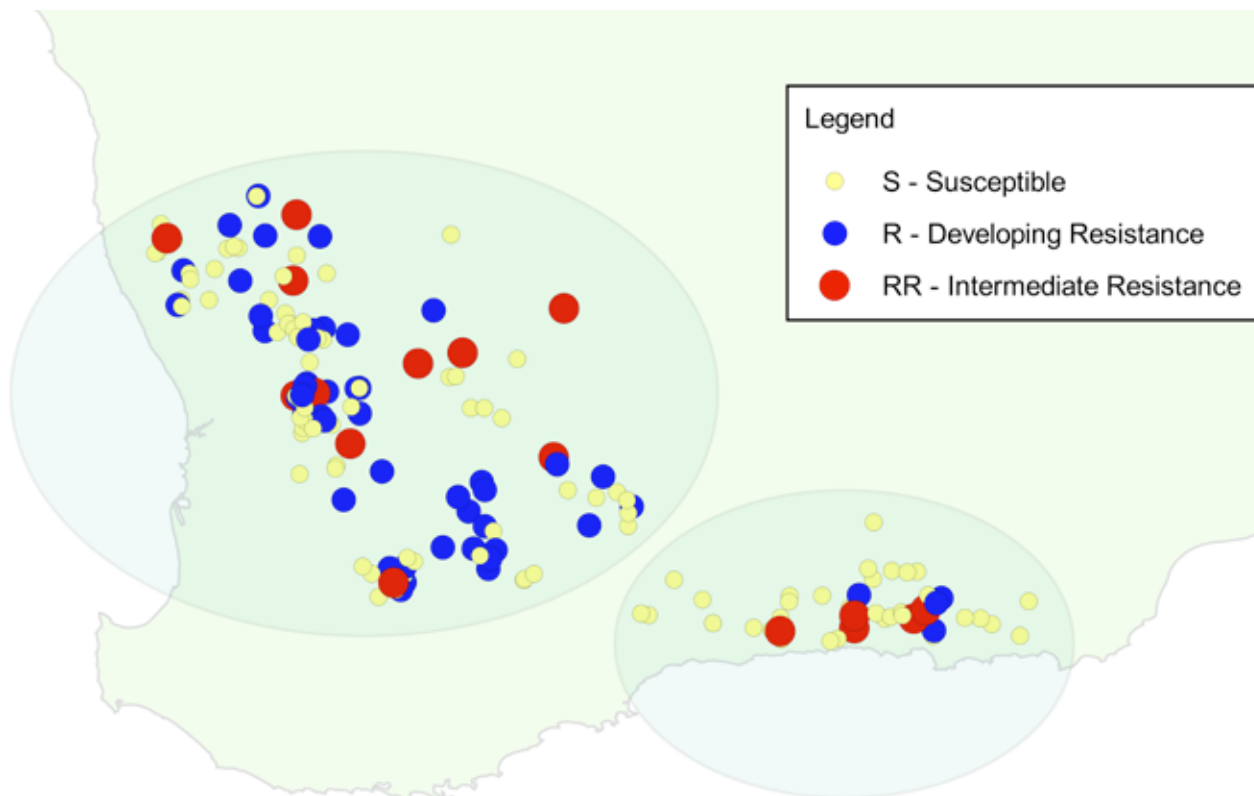 Legend
S - Susceptible
R - Developing Resistance
RR - Intermediate Resistance